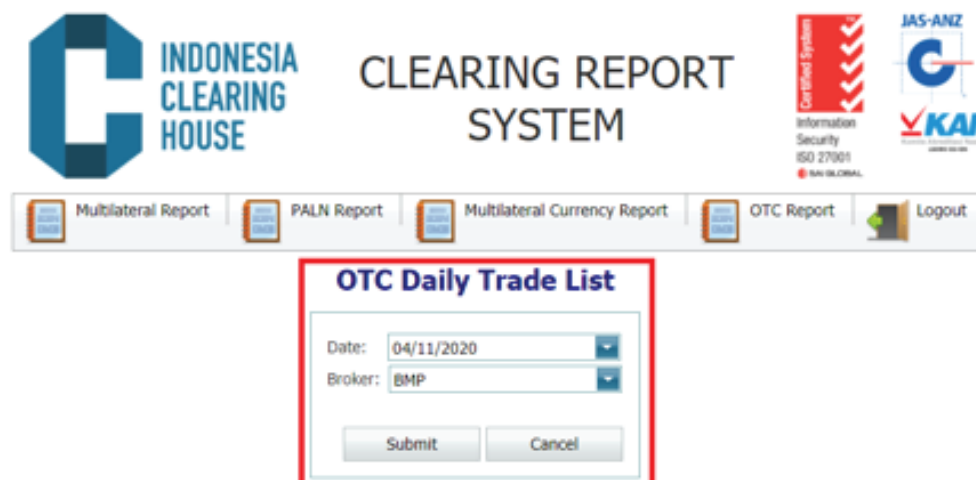 INDONESIA
CLEARING
HOUSE
CLEARING REPORT
SYSTEM
Certified System
Information
Security
ISO 27001
SAI GLOBAL
JAS-ANZ
KAN
Multilateral Report
PALN Report
Multilateral Currency Report
OTC Report
Logout
OTC Daily Trade List
Date: 04/11/2020
Broker: BMP
Submit Cancel